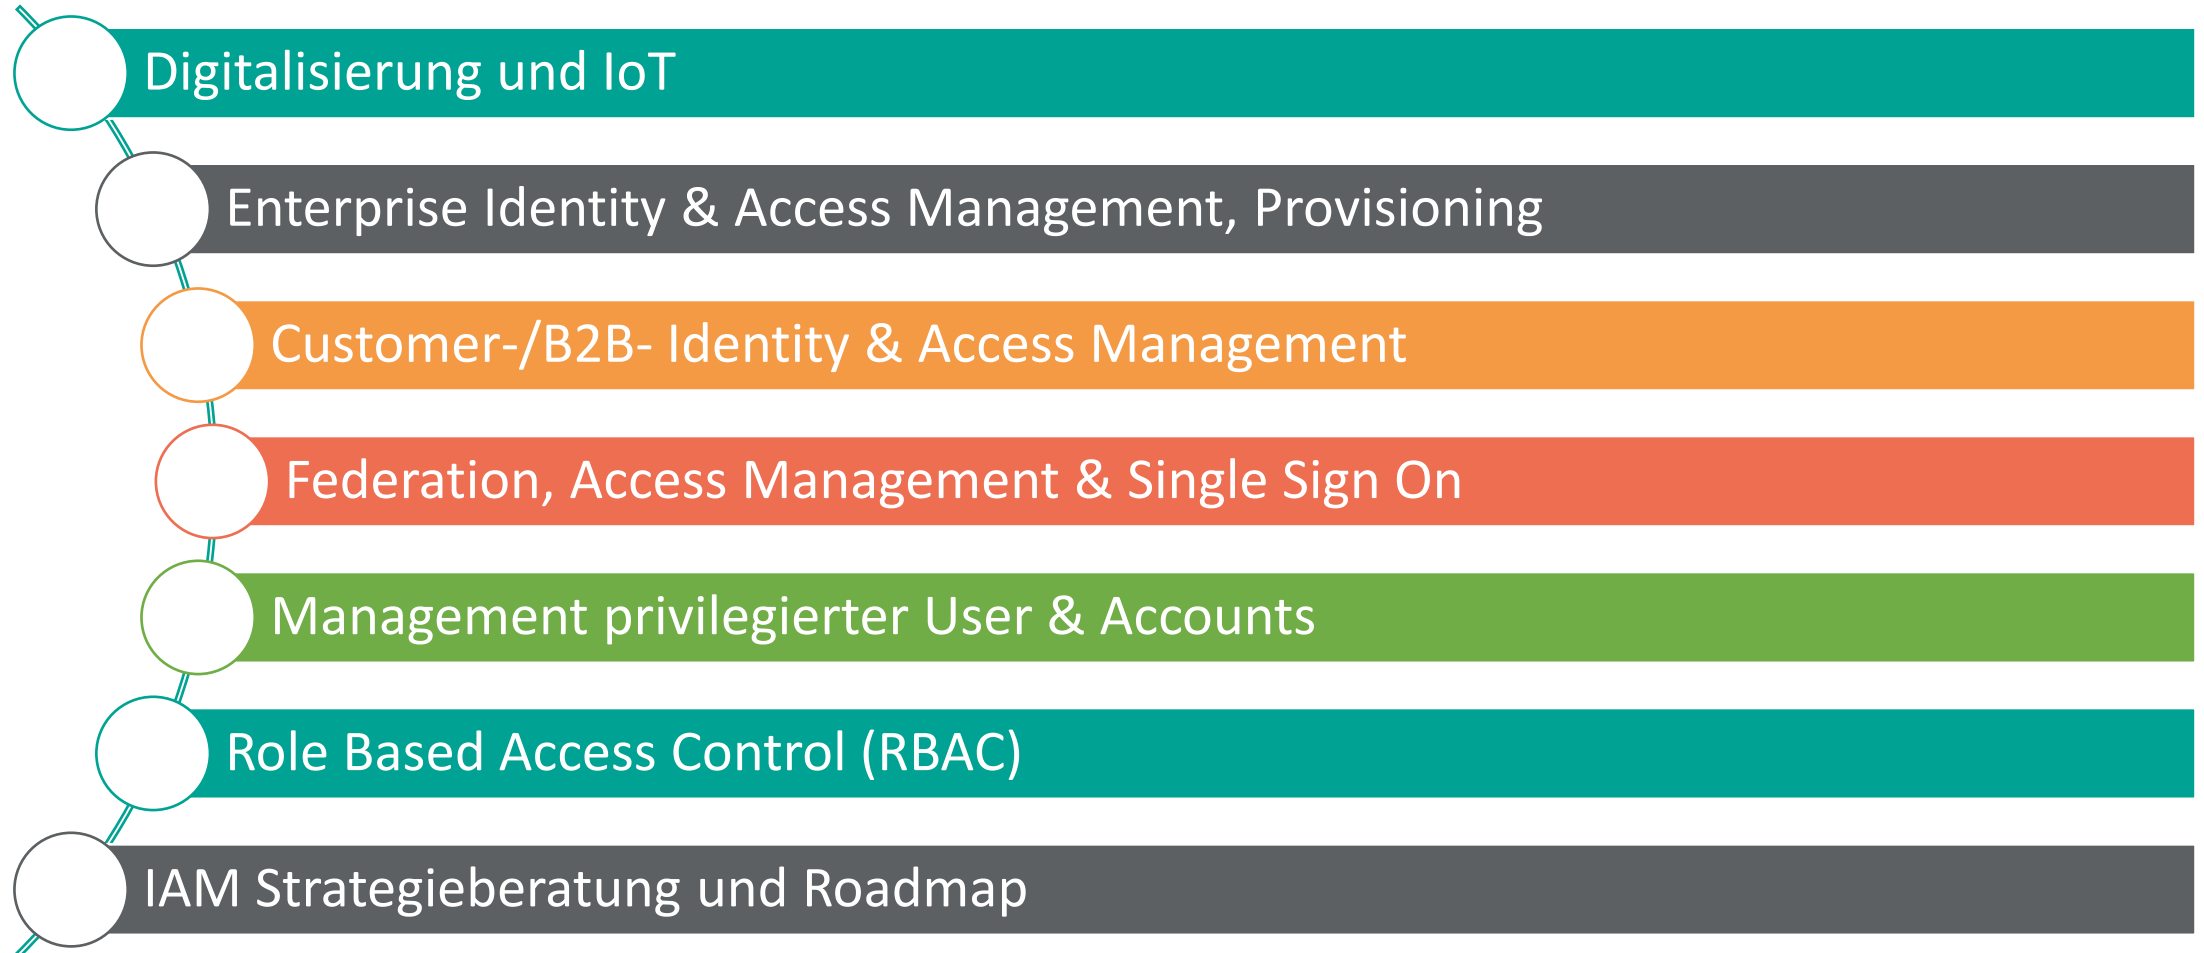 Digitalisierung und IoT
Enterprise Identity & Access Management, Provisioning
Customer-/B2B- Identity & Access Management
Federation, Access Management & Single Sign On
Management privilegierter User & Accounts
Role Based Access Control (RBAC)
IAM Strategieberatung und Roadmap